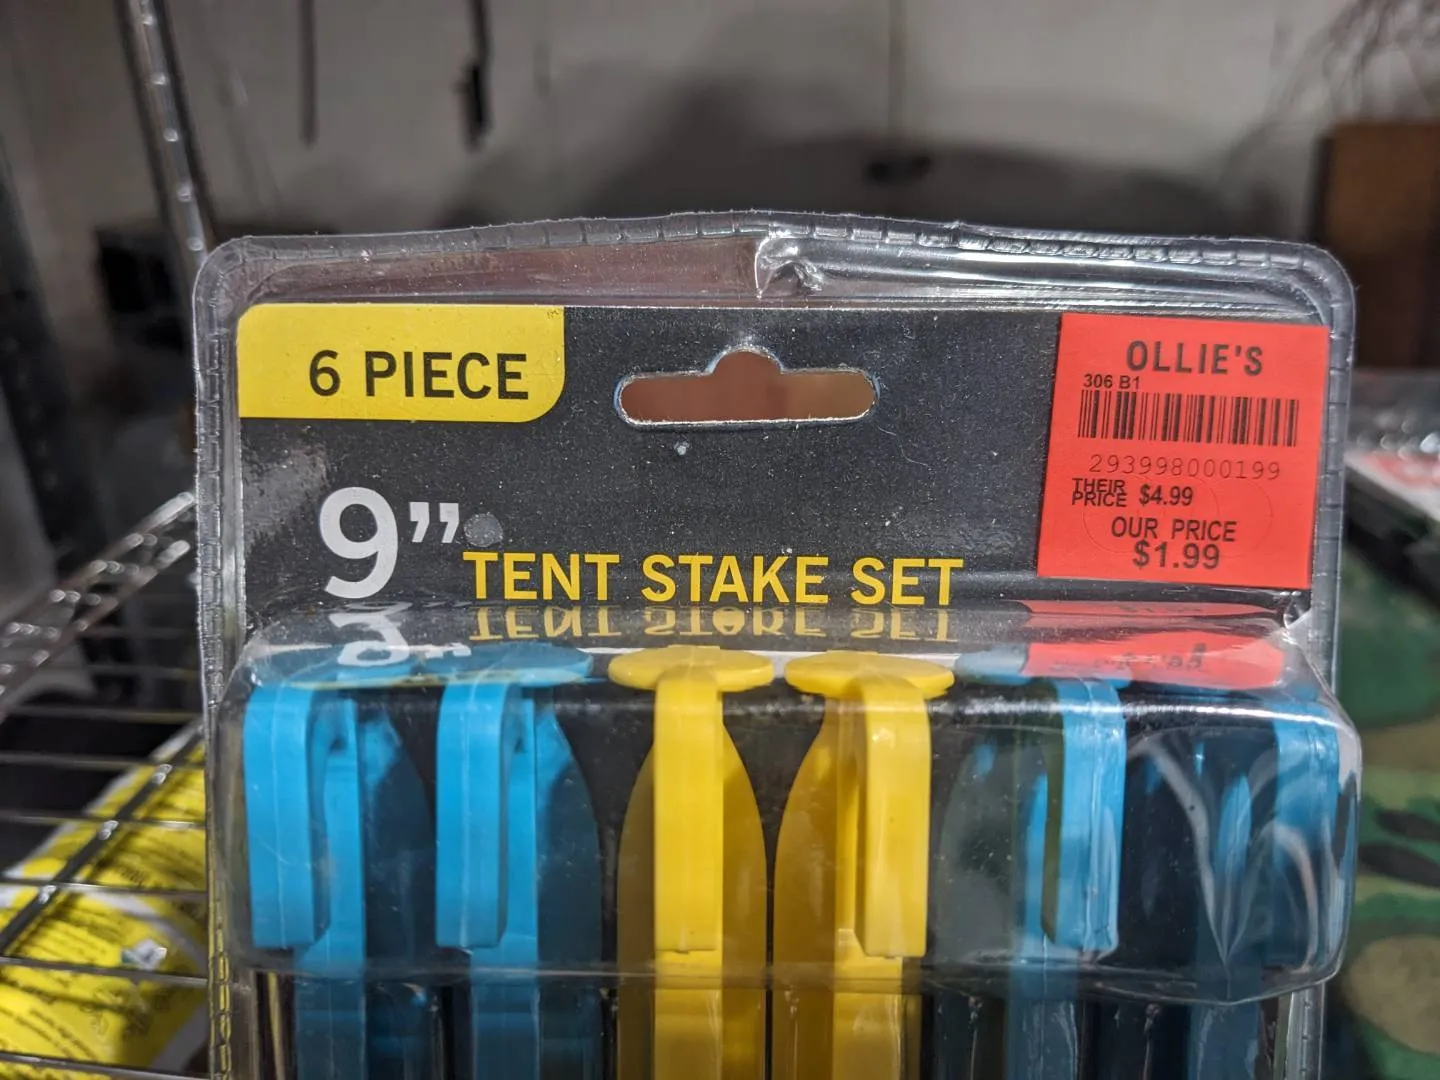 6 PIECE
9”
TENT STAKE SET
OLLIE'S
306 B1
293998000199
THEIR
PRICE $4.99
OUR PRICE
$1.99